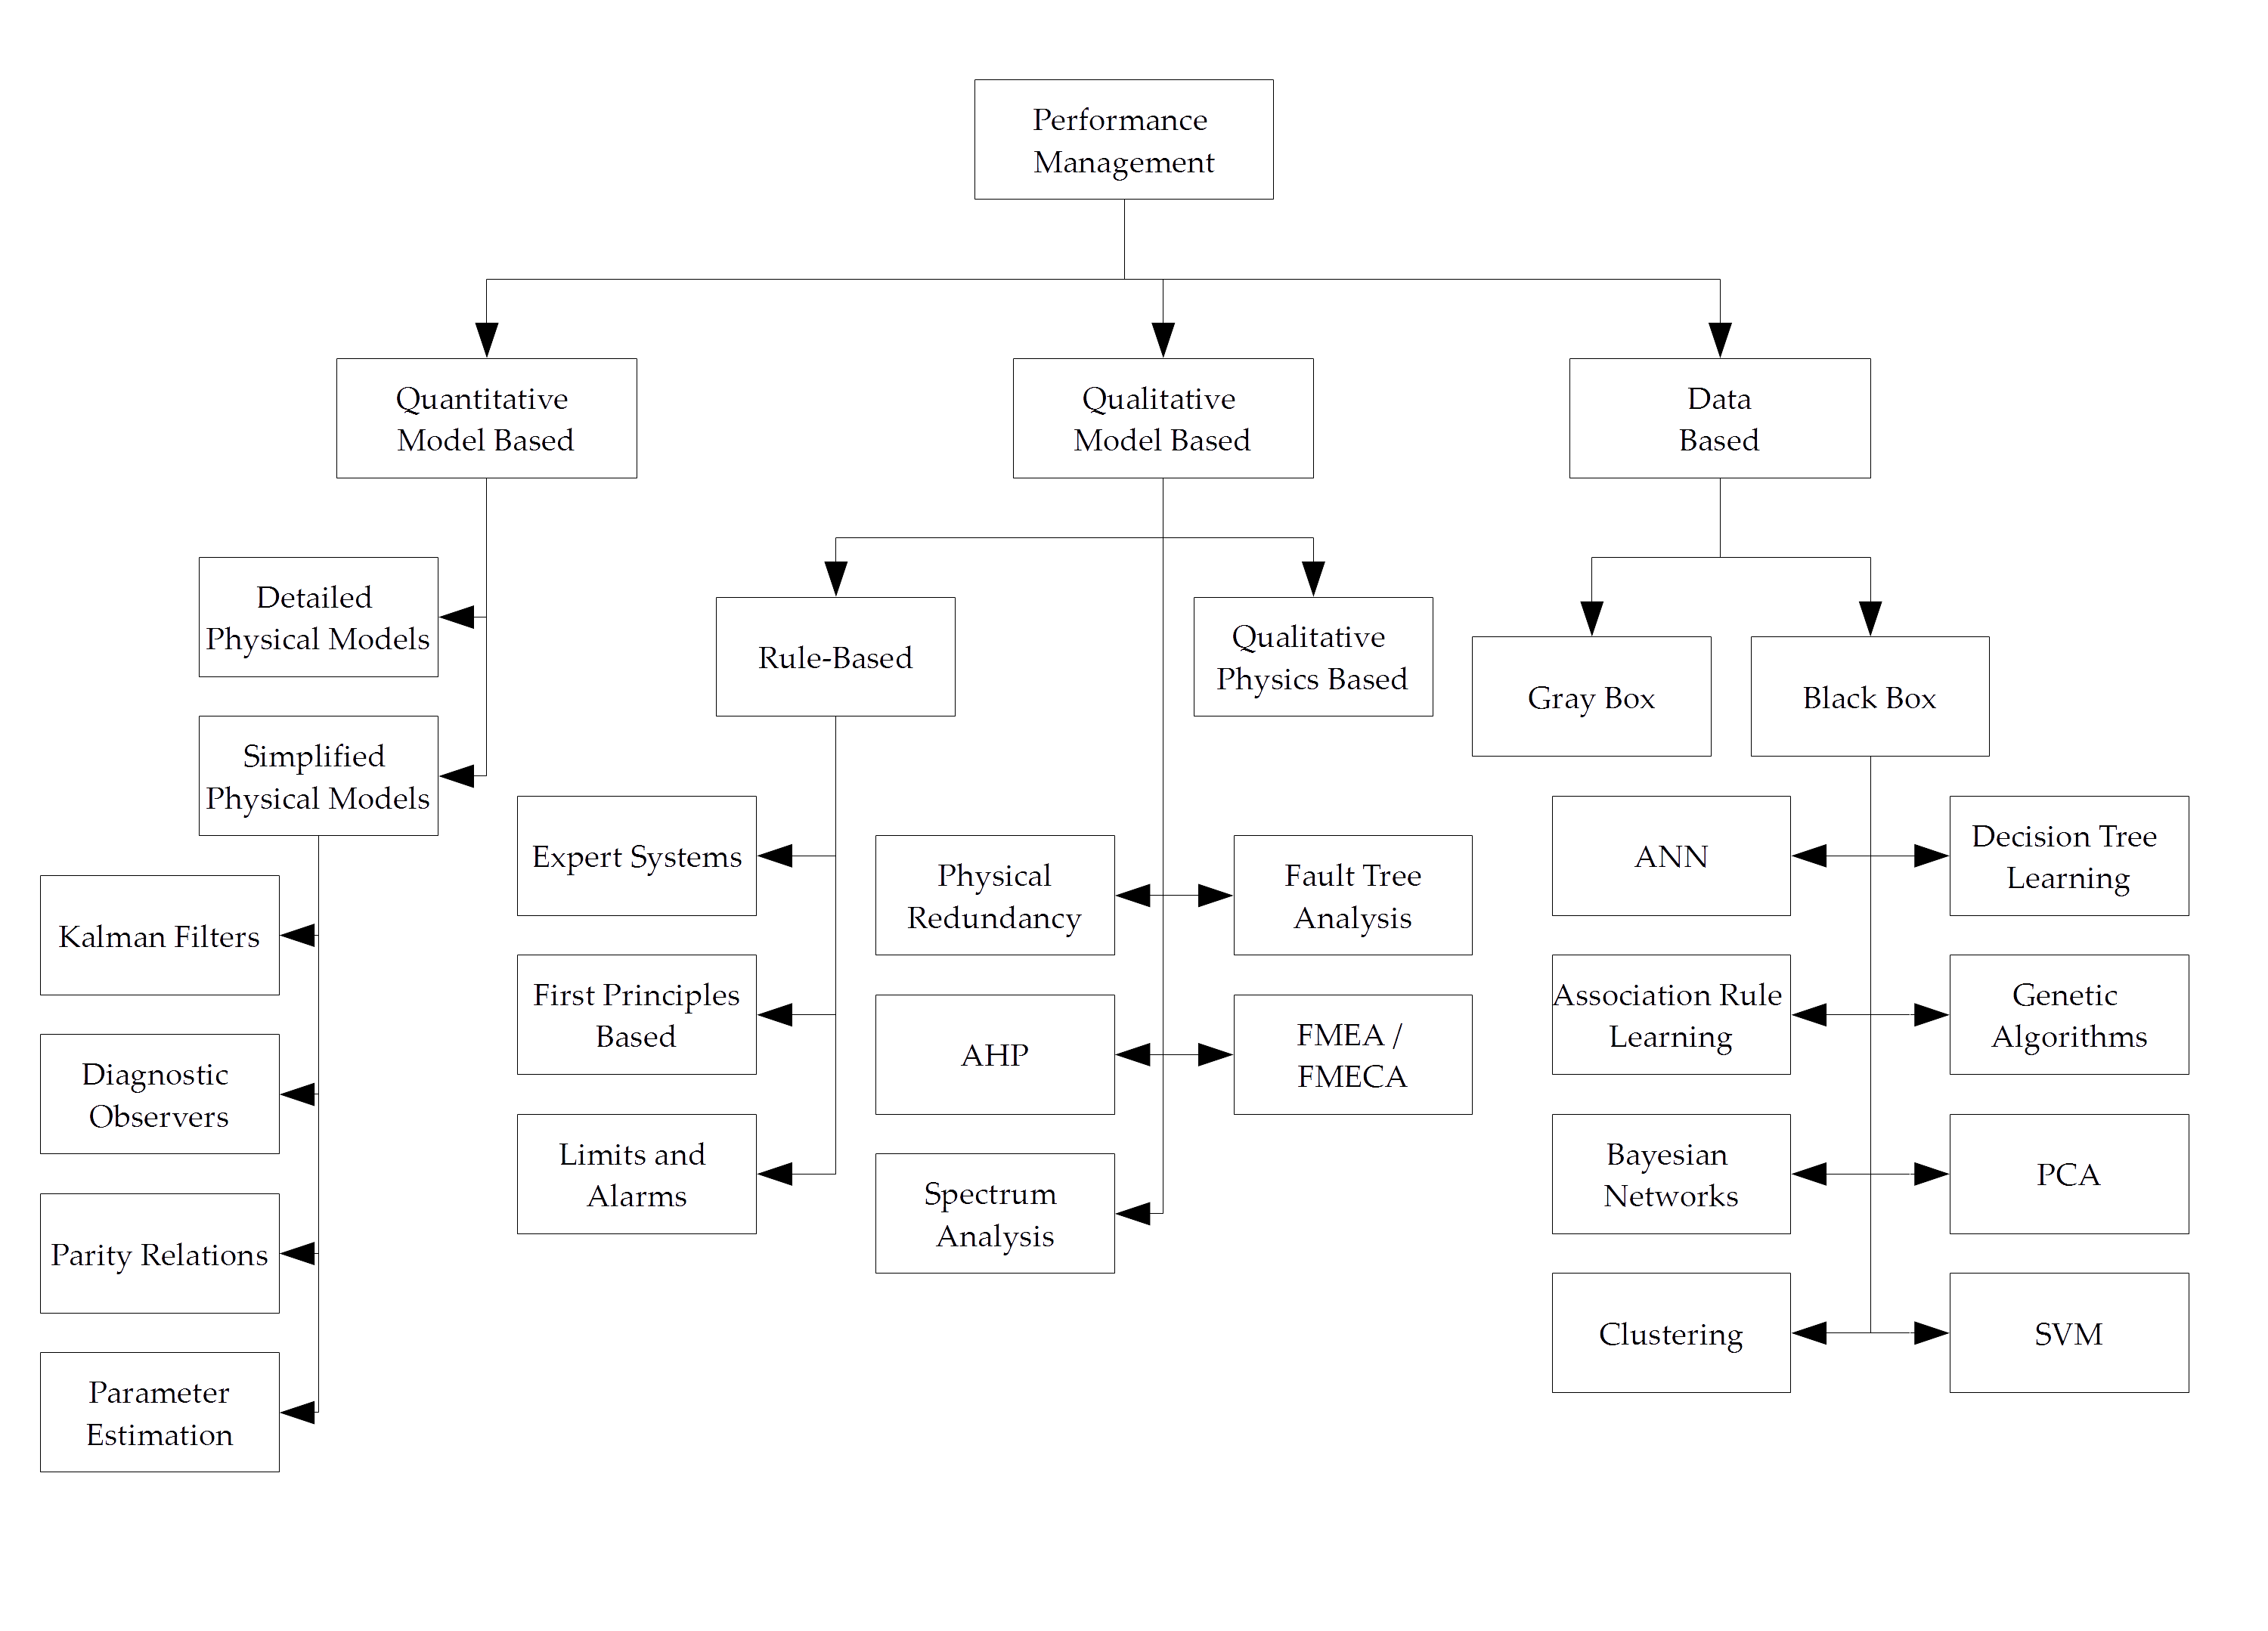 Performance
Management
Quantitative
Model Based
Qualitative
Model Based
Data
Based
Detailed
Physical Models
Simplified
Physical Models
Kalman Filters
Diagnostic
Observers
Parity Relations
Parameter
Estimation
Rule-Based
Qualitative
Physics Based
Expert Systems
First Principles
Based
Limits and
Alarms
Physical
Redundancy
Fault Tree
Analysis
AHP
FMEA /
FMECA
Spectrum
Analysis
Gray Box
Black Box
ANN
Decision Tree
Learning
Association Rule
Learning
Genetic
Algorithms
Bayesian
Networks
PCA
Clustering
SVM